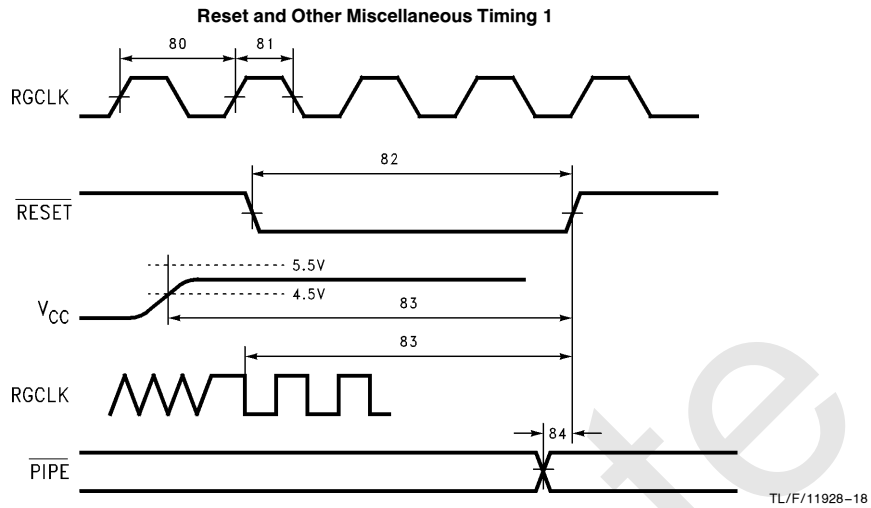 Reset and Other Miscellaneous Timing 1
80
81
RGCLK
82
RESET
5.5V
4.5V
VCC
83
83
RGCLK
84
PIPE
TL/F/11928–18
te